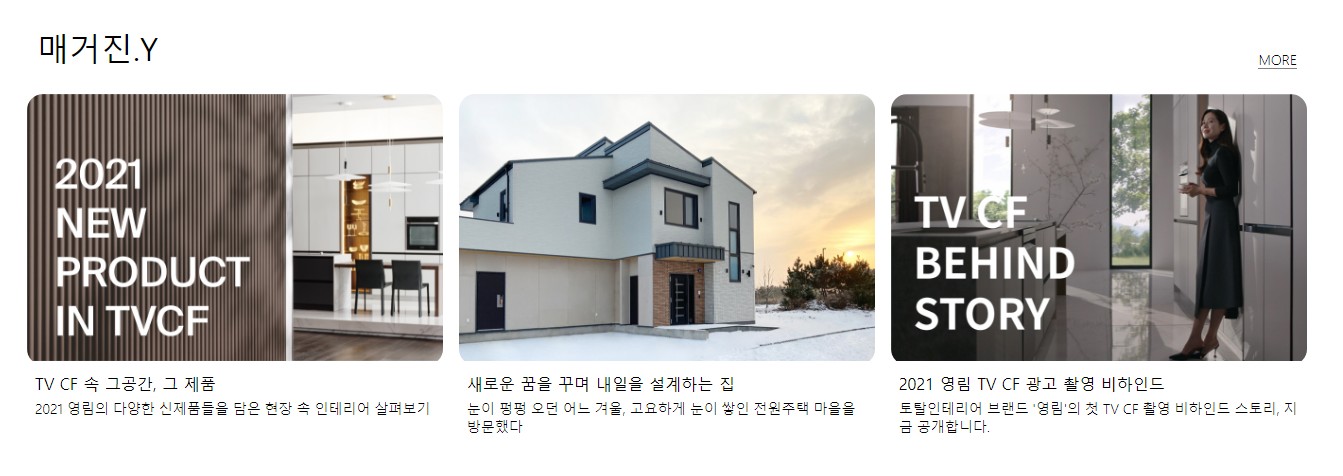 매거진.Y
MORE
2021
NEW
PRODUCT
IN TVCF
TV CF
BEHIND
STORY
TV CF 속 그공간, 그 제품
2021 영림의 다양한 신제품들을 담은 현장 속 인테리어 살펴보기
새로운 꿈을 꾸며 내일을 설계하는 집
눈이 펑펑 오던 어느 겨울, 고요하게 눈이 쌓인 전원주택 마을을
방문했다
2021 영림 TV CF 광고 촬영 비하인드
토탈인테리어 브랜드 '영림'의 첫 TV CF 촬영 비하인드 스토리, 지
금 공개합니다.